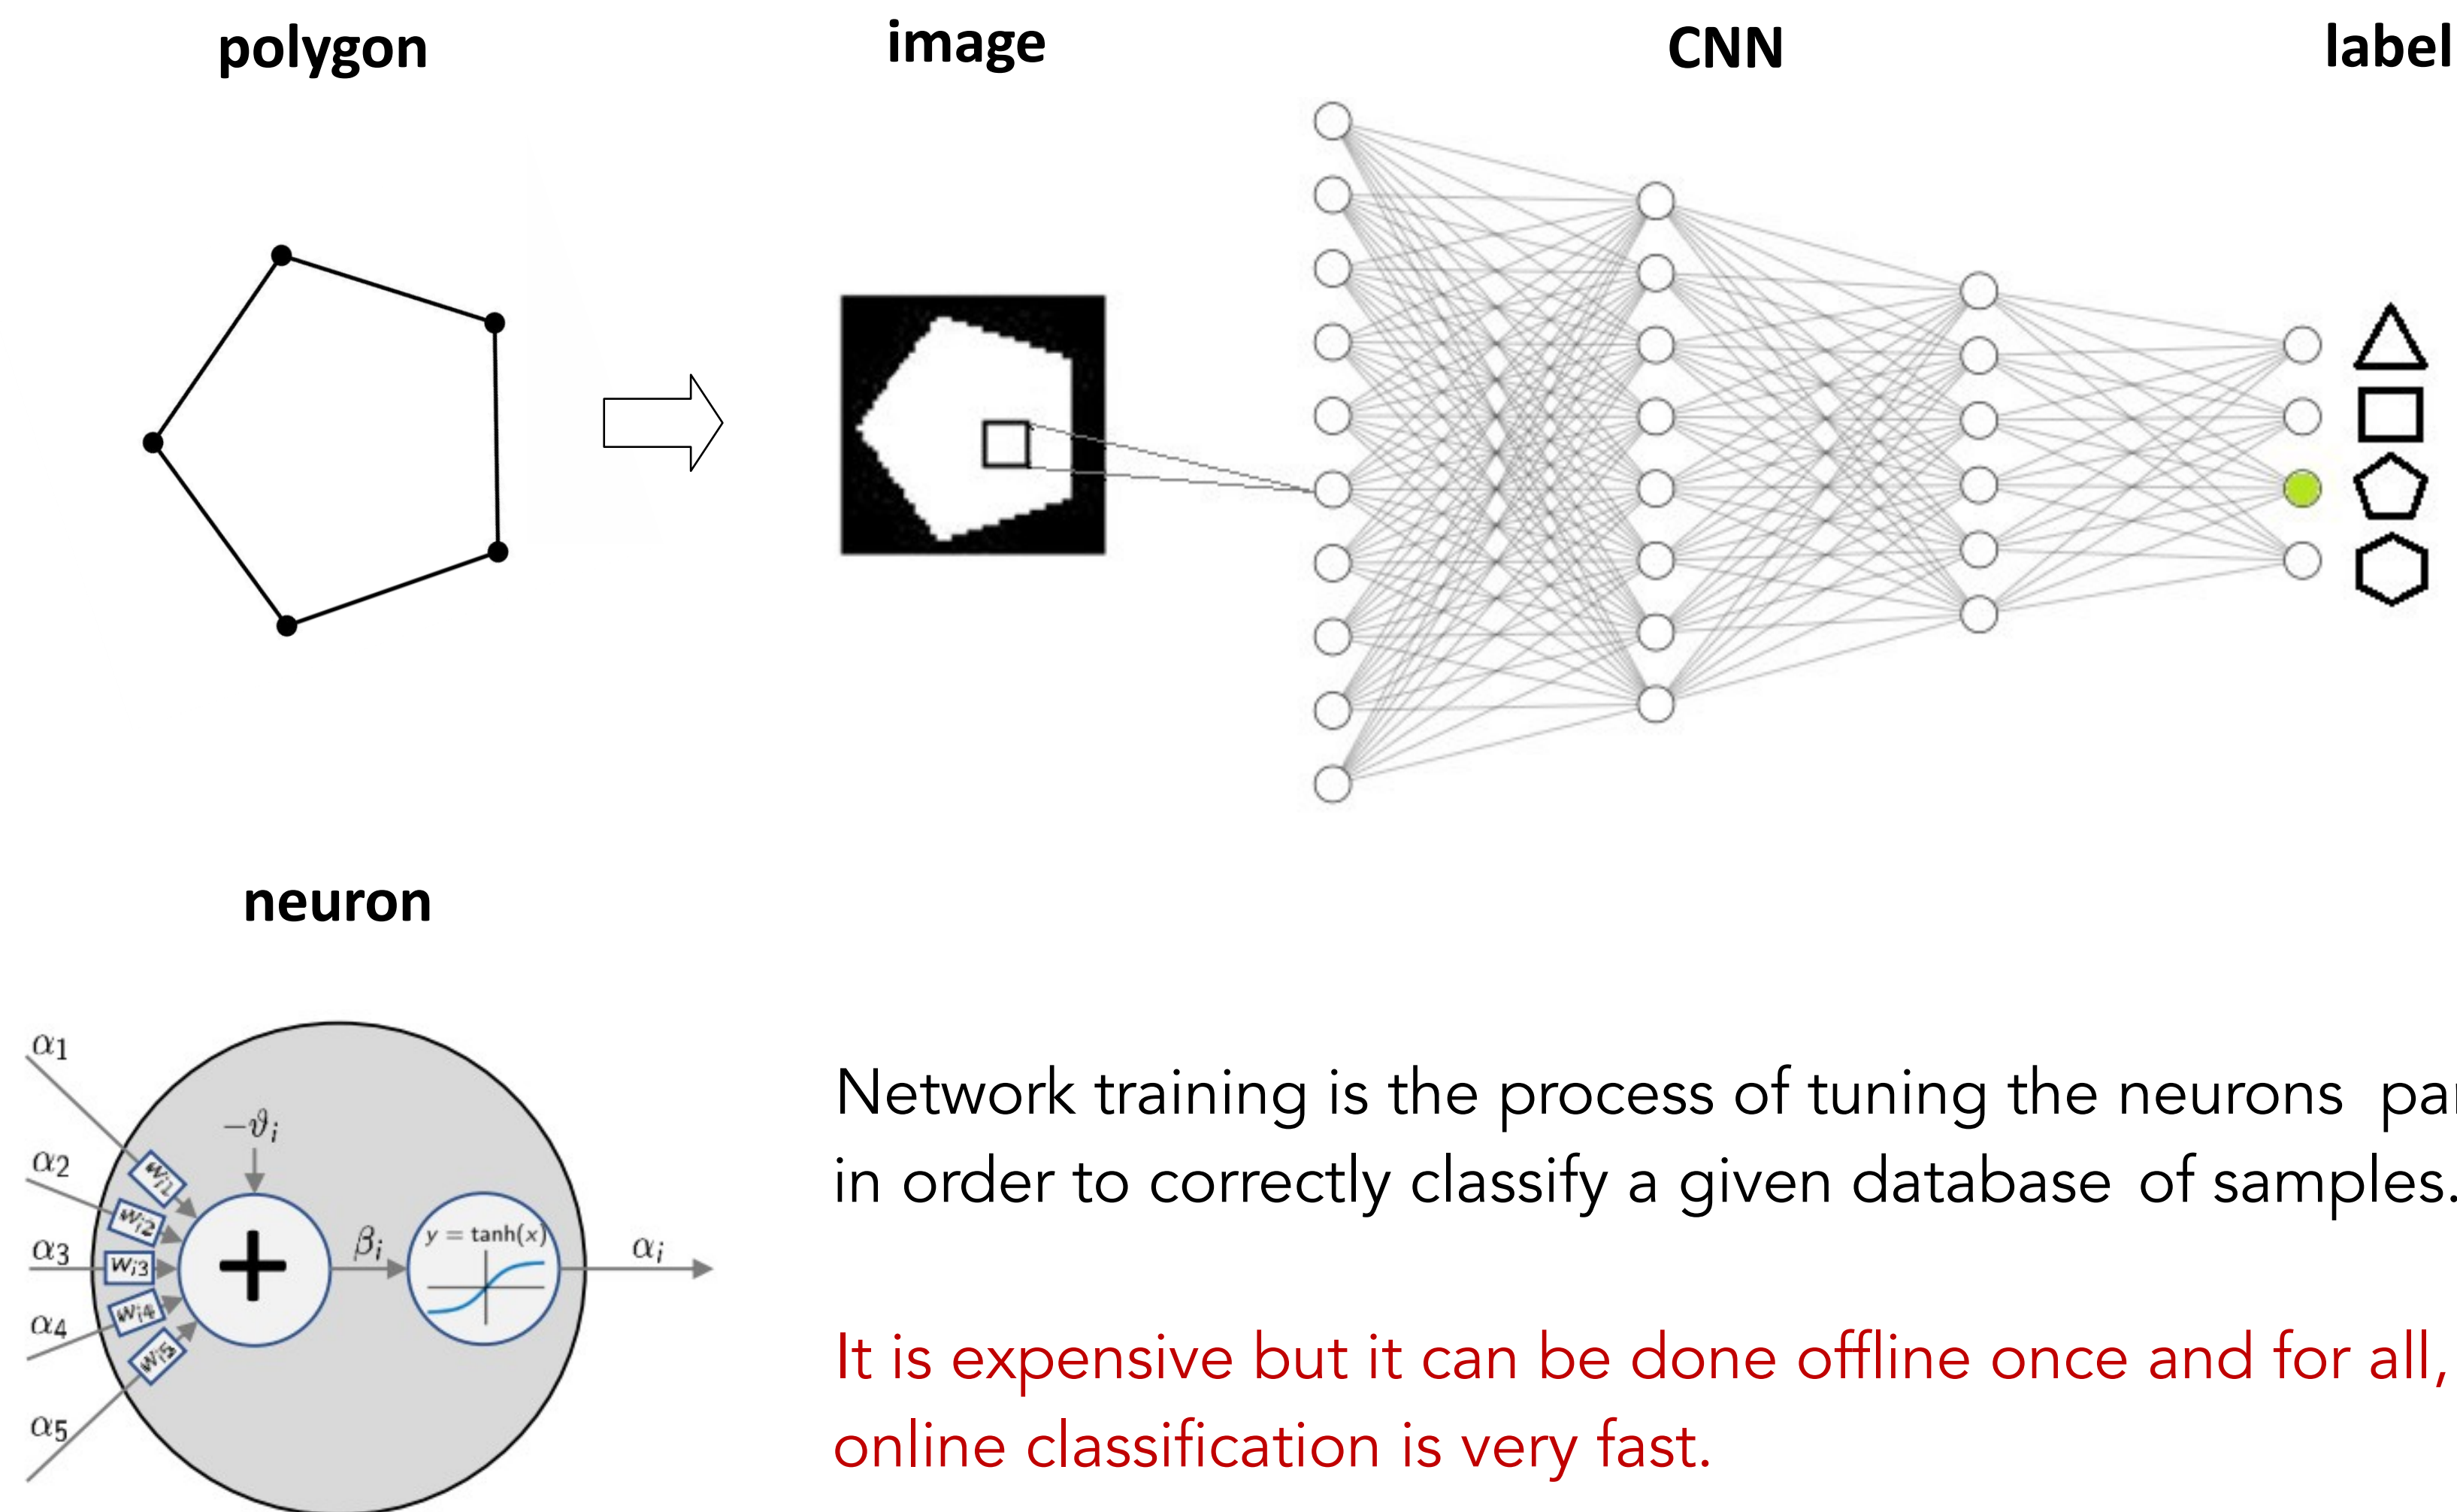 polygon
image
CNN
label
neuron
α1
α2
α3
α4
α5
wi1
wi2
wi3
wi4
wi5
−ϑi
βi
y = tanh(x)
αi
Network training is the process of tuning the neurons
in order to correctly classify a given database of samples.
It is expensive but it can be done offline once and for all,
online classification is very fast.